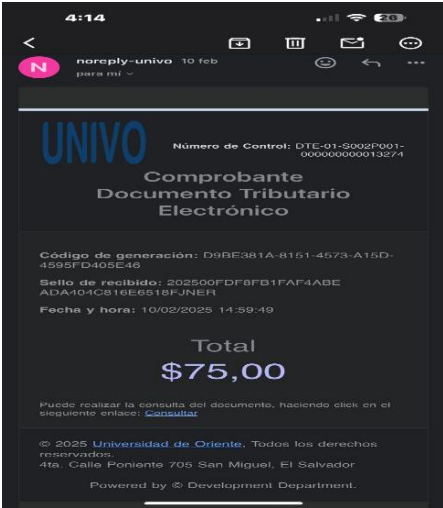 4:14
20
N
noreply-univo 10 feb
para mí
UNIVO
Número de Control: DTE-01-S002P001-
000000000013274
Comprobante
Documento Tributario
Electrónico
Código de generación: D9BE381A-8151-4573-A15D-
4595FD405E46
Sello de recibido: 202500FDF8FB1FAF4ABE
ADA404C816E6518FJNER
Fecha y hora: 10/02/2025 14:59:49
Total
$75,00
Puede realizar la consulta del documento, haciendo click en el
sieguiente enlace: Consultar
© 2025 Universidad de Oriente. Todos los derechos
reservados.
4ta. Calle Poniente 705 San Miguel, El Salvador
Powered by © Development Department.